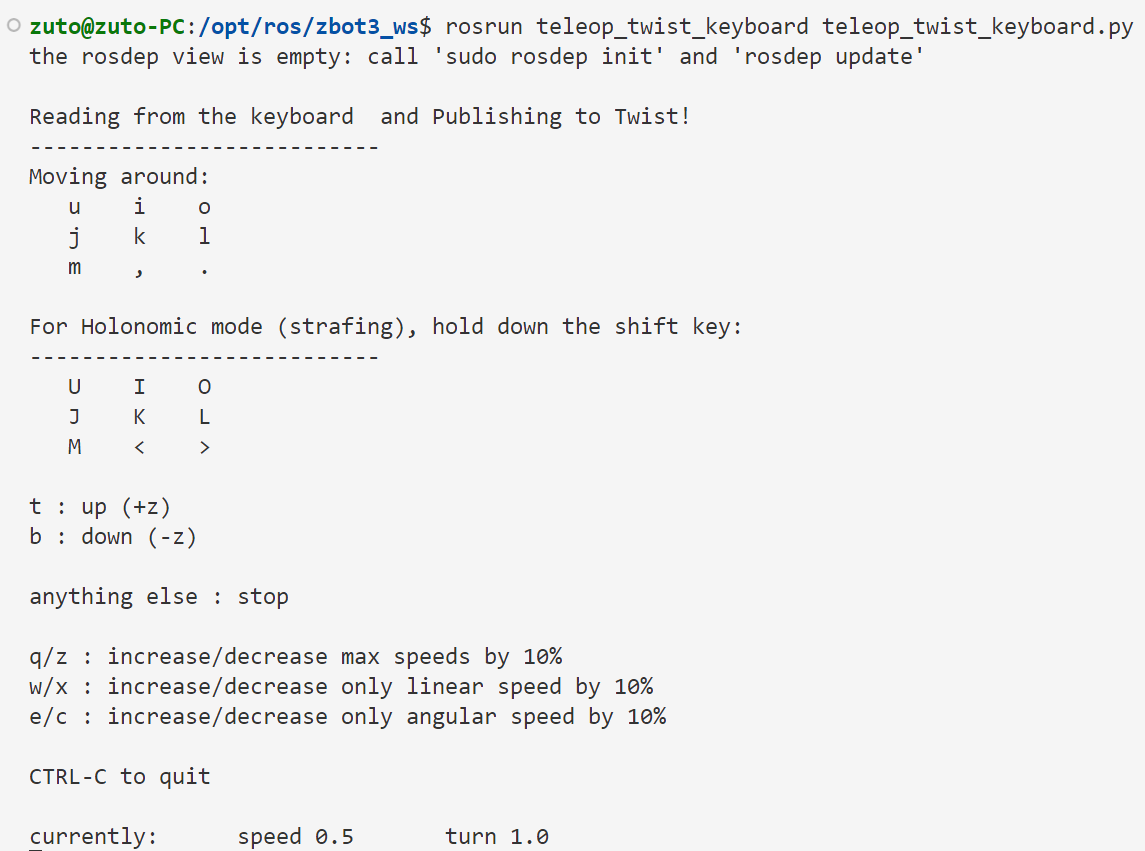 zuto@zuto-PC:/opt/ros/zbot3_ws$ rosrun teleop_twist_keyboard teleop_twist_keyboard.py
the rosdep view is empty: call 'sudo rosdep init' and 'rosdep update'
Reading from the keyboard  and Publishing to Twist!
---------------------------
Moving around:
   u    i    o
   j    k    l
   m    ,    .
For Holonomic mode (strafing), hold down the shift key:
---------------------------
   U    I    O
   J    K    L
   M    <    >
t : up (+z)
b : down (-z)
anything else : stop
q/z : increase/decrease max speeds by 10%
w/x : increase/decrease only linear speed by 10%
e/c : increase/decrease only angular speed by 10%
CTRL-C to quit
currently:      speed 0.5       turn 1.0